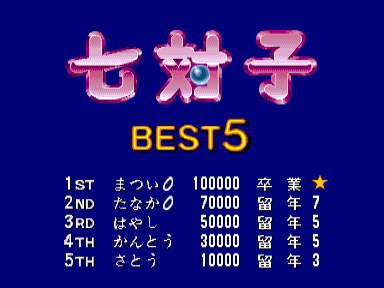 七対子
BEST5
1ST まつい0 100000 卒業★
2ND たなか0 70000 留年7
3RD はやし 50000 留年5
4TH かんとう 30000 留年5
5TH さとう 10000 留年3